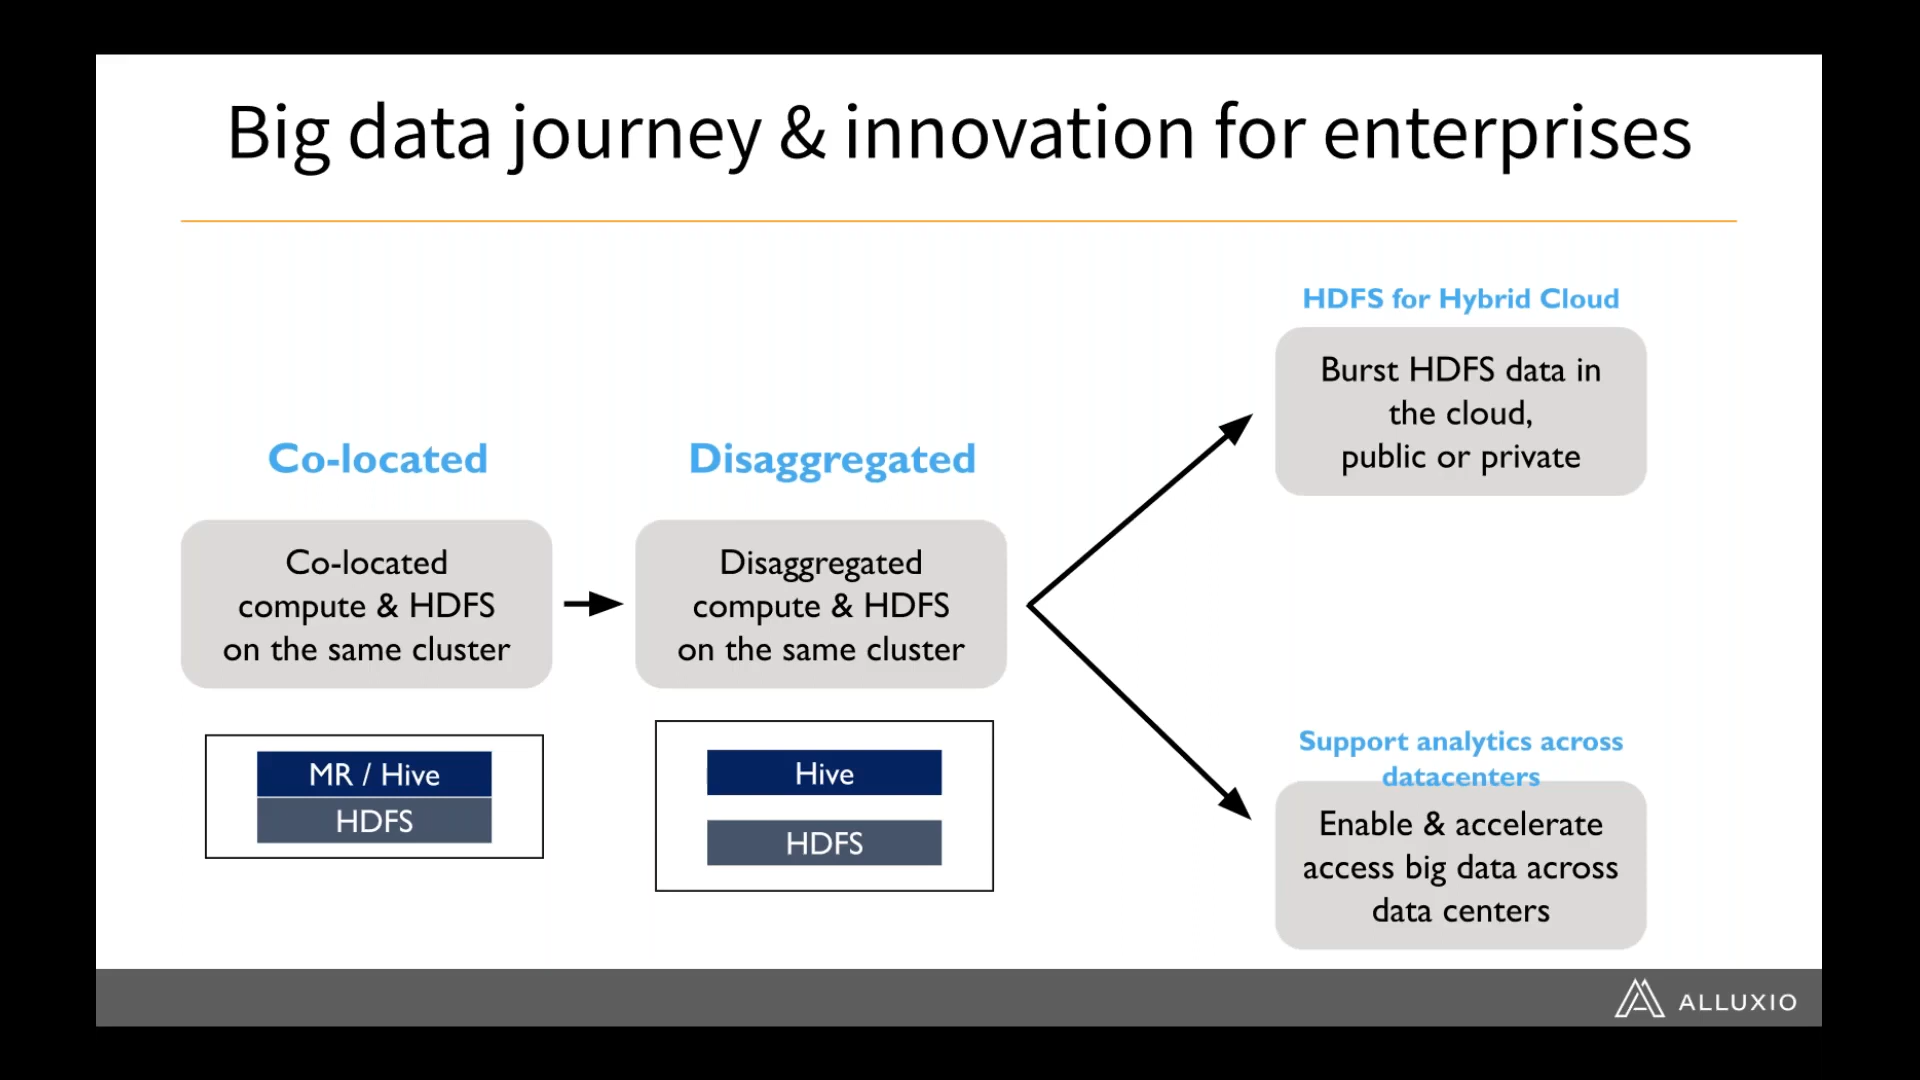 Big data journey & innovation for enterprises
Co-located
Co-located
compute & HDFS
on the same cluster
MR / Hive
HDFS
Disaggregated
Disaggregated
compute & HDFS
on the same cluster
Hive
HDFS
HDFS for Hybrid Cloud
Burst HDFS data in
the cloud,
public or private
Support analytics across
datacenters
Enable & accelerate
access big data across
data centers
ALLUXIO